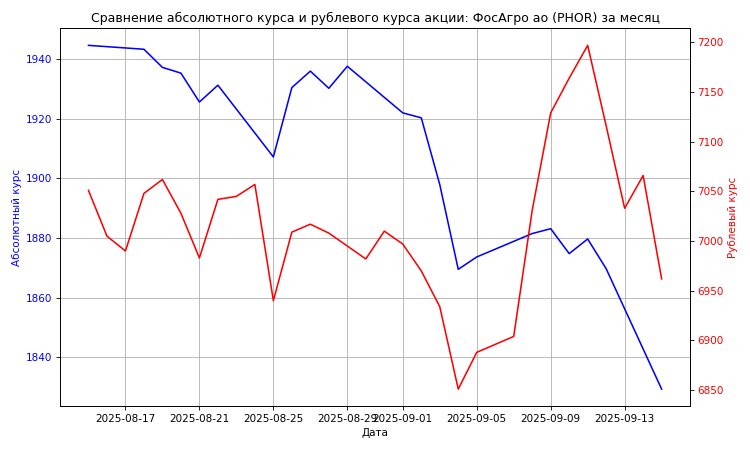 Сравнение абсолютного курса и рублевого курса акции: ФосАгро ао (PHOR) за месяц
Абсолютный курс
1940
1920
1900
1880
1860
1840
7200
7150
7100
7050
7000
6950
6900
6850
Рублевый курс
2025-08-17 2025-08-21 2025-08-25 2025-08-29 2025-09-01 2025-09-05 2025-09-09 2025-09-13
Дата